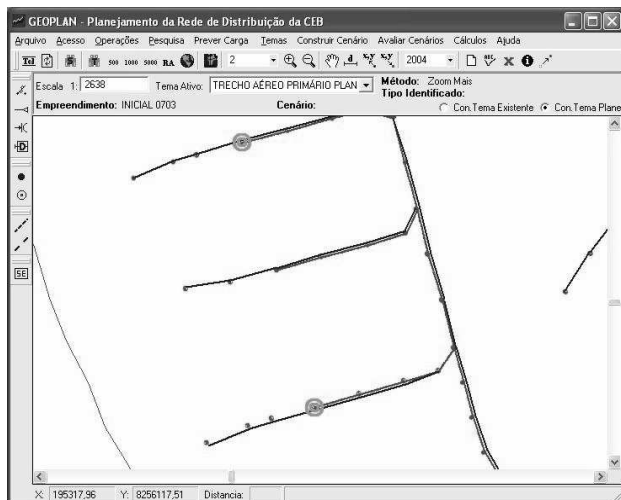 GEOPLAN - Planejamento da Rede de Distribuição da CEB
Arquivo Acesso Operações Pesquisa Prever Carga Temas Construir Cenário Avaliar Cenários Cálculos Ajuda
500 1000 5000 RA 2 2004
Escala 1: 2638 Tema Ativo: TRECHO AÉREO PRIMÁRIO PLAN Método: Zoom Mais
Tipo Identificado:
Empreendimento: INICIAL 0703 Cenário: Con.Tema Existente Con.Tema Plane
SE
X: 195317,96 Y: 8256117,51 Distancia: